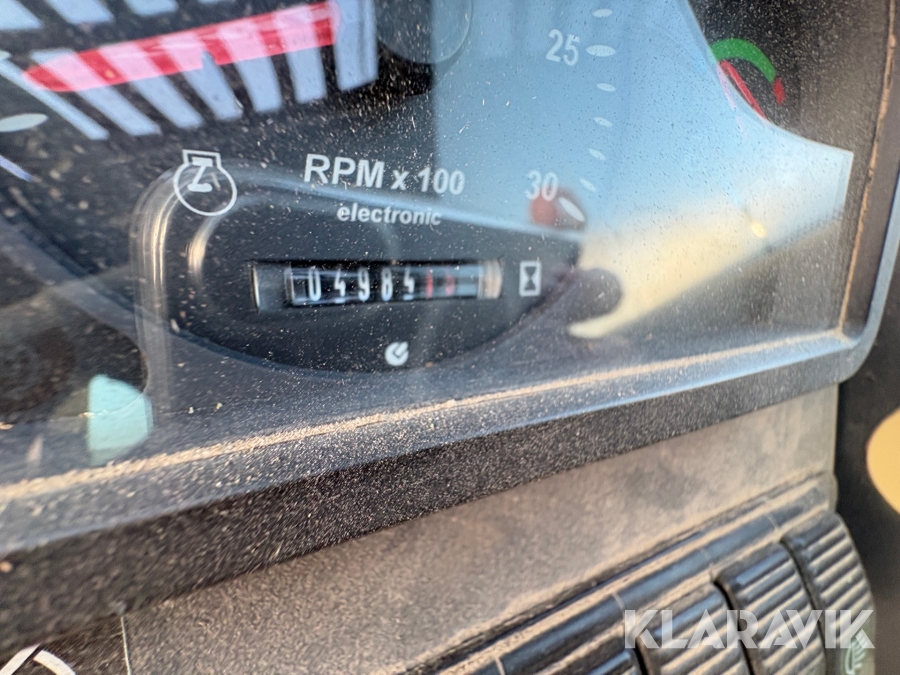 25
RPM x 100
30
electronic
04984
KLARAVIK